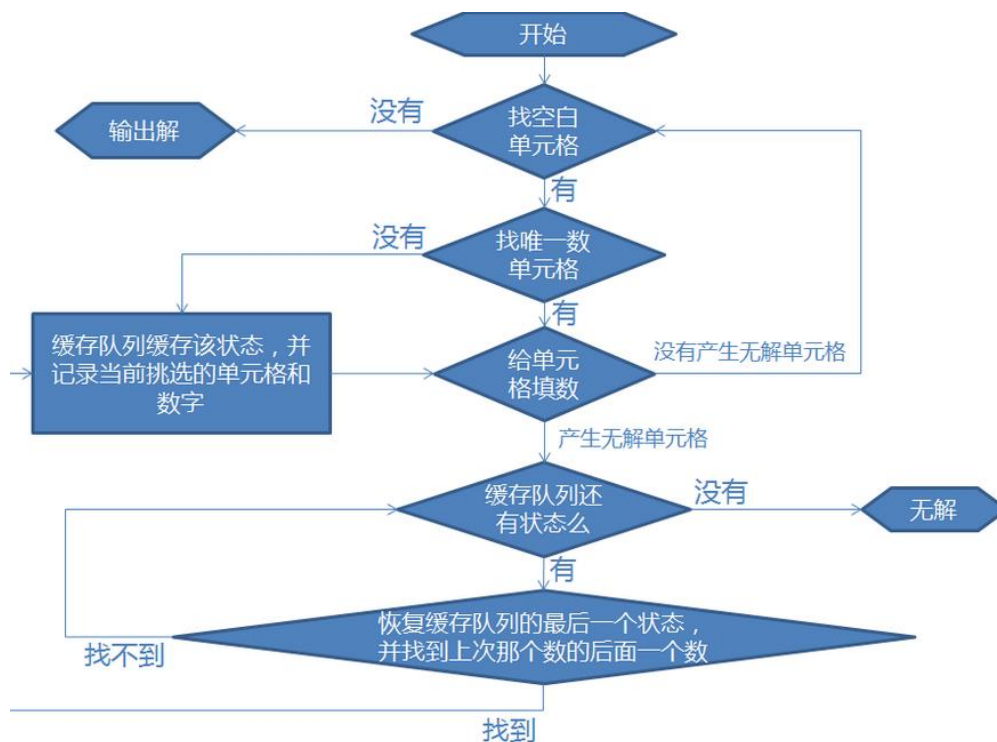 开始
没有
输出解
找空白
单元格
有
没有
找唯一数
单元格
有
缓存队列缓存该状态，并
记录当前挑选的单元格和
数字
给单元
格填数
没有产生无解单元格
产生无解单元格
缓存队列还
有状态么
没有
无解
有
恢复缓存队列的最后一个状态，
并找到上次那个数的后面一个数
找不到
找到